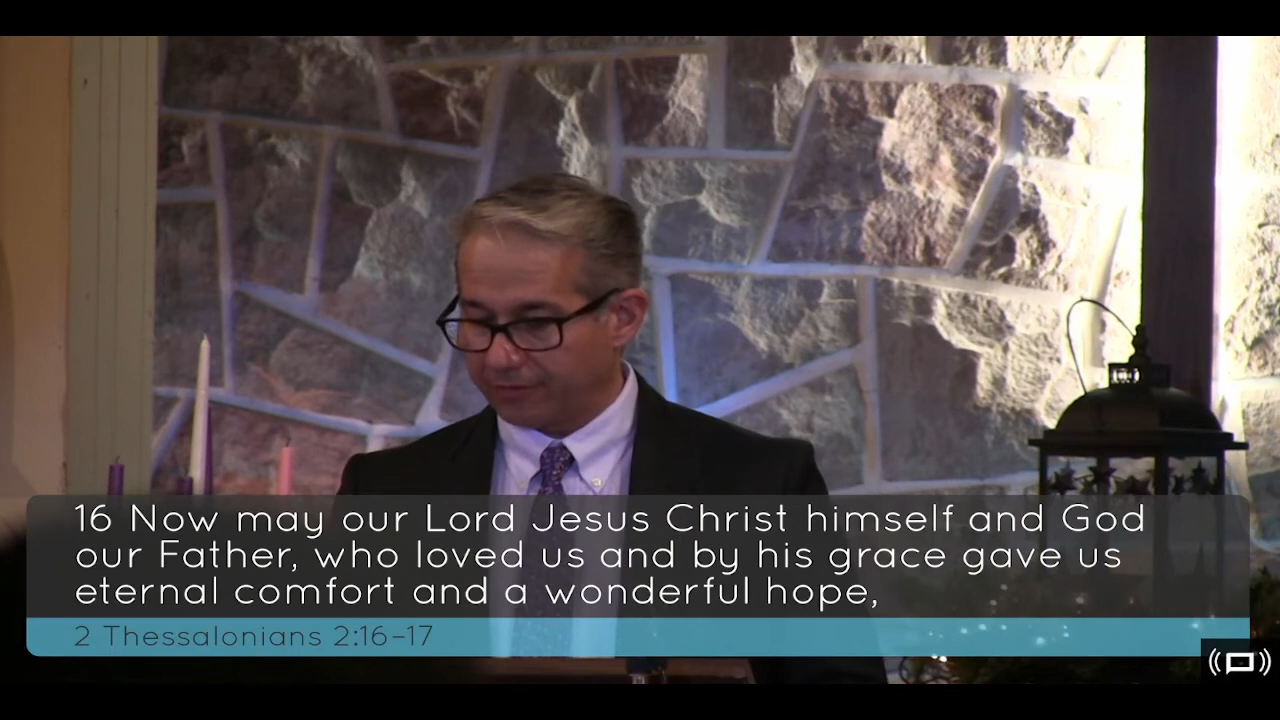 16 Now may our Lord Jesus Christ himself and God
our Father, who loved us and by his grace gave us
eternal comfort and a wonderful hope,
2 Thessalonians 2:16–17